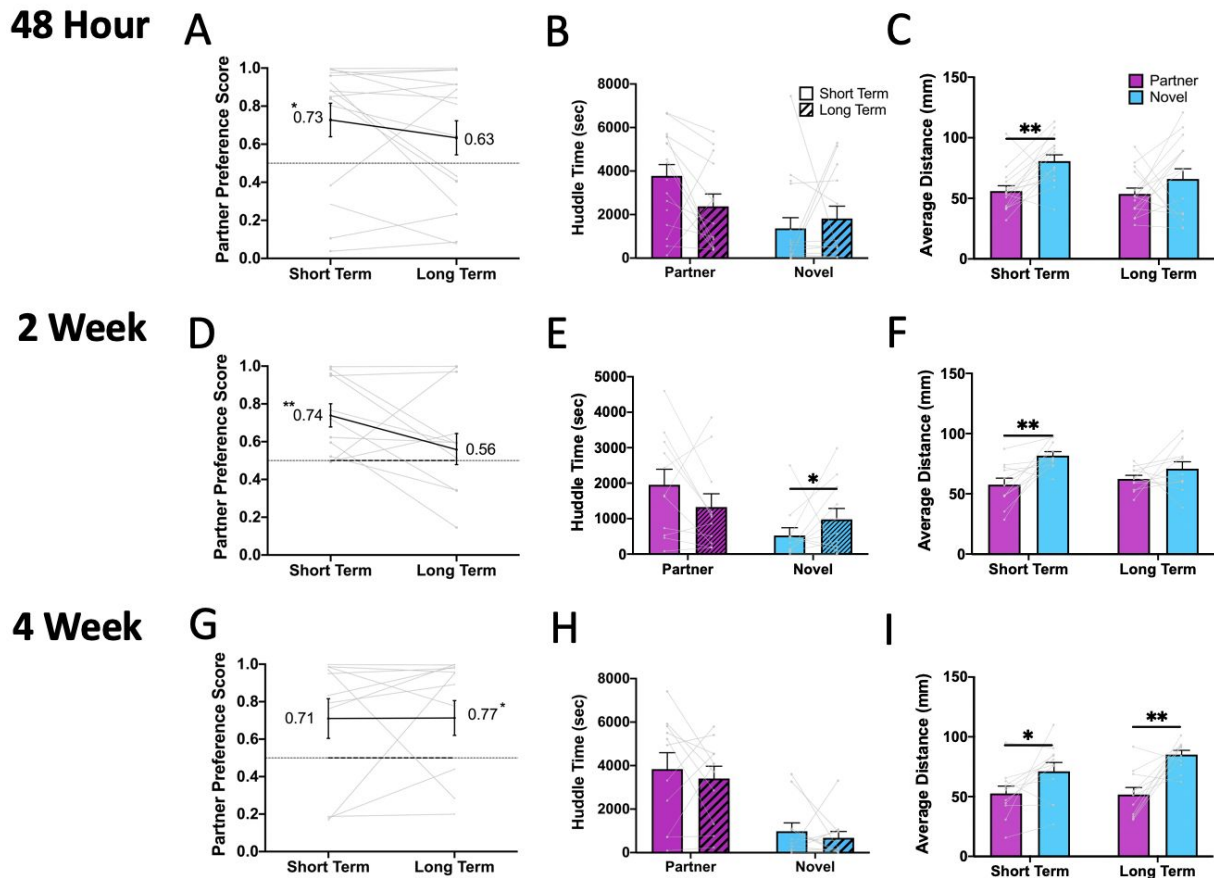 48 Hour
A
Partner Preference Score
1.0
0.8
0.6
0.4
0.2
0.0
*
0.73
0.63
Short Term
Long Term
B
Huddle Time (sec)
8000
6000
4000
2000
0
Short Term
Long Term
Partner
Novel
C
Average Distance (mm)
150
100
50
0
**
Partner
Novel
Short Term
Long Term
2 Week
D
Partner Preference Score
1.0
0.8
0.6
0.4
0.2
0.0
**
0.74
0.56
Short Term
Long Term
E
Huddle Time (sec)
5000
4000
3000
2000
1000
0
*
Partner
Novel
F
Average Distance (mm)
150
100
50
0
**
Short Term
Long Term
4 Week
G
Partner Preference Score
1.0
0.8
0.6
0.4
0.2
0.0
0.71
0.77
*
Short Term
Long Term
H
Huddle Time (sec)
8000
6000
4000
2000
0
Partner
Novel
I
Average Distance (mm)
150
100
50
0
*
**
Short Term
Long Term